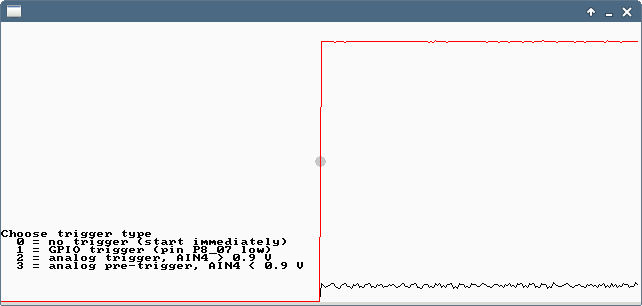 Choose trigger type
0 = no trigger (start immediately)
1 = GPIO trigger (pin P8_07 low)
2 = analog trigger, AIN4 > 0.9 V
3 = analog pre-trigger, AIN4 < 0.9 V